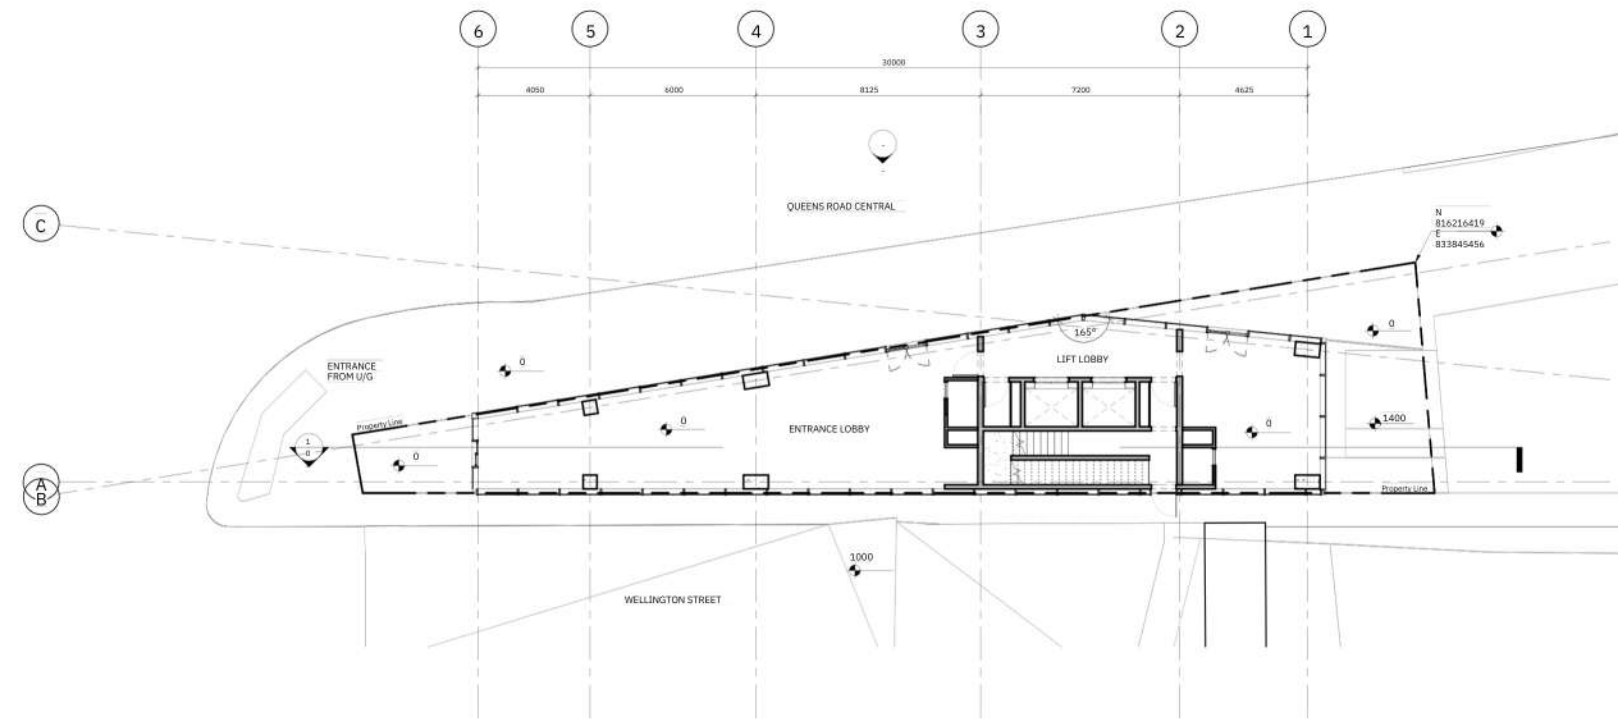 6 5 4 3 2 1
30000
4050 6000 8125 7200 4625
QUEENS ROAD CENTRAL
C
N
816216419
E
833845456
165°
0
0
LIFT LOBBY
ENTRANCE
FROM U/G
Property Line
1400
0
ENTRANCE LOBBY
0
1
0
0
A
B
Property Line
1000
WELLINGTON STREET